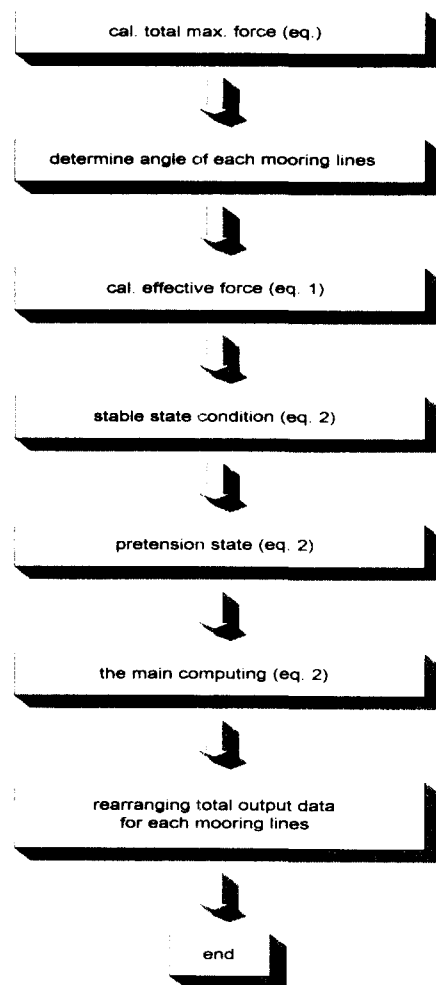 cal. total max. force (eq.)
determine angle of each mooring lines
cal. effective force (eq. 1)
stable state condition (eq. 2)
pretension state (eq. 2)
the main computing (eq. 2)
rearranging total output data
for each mooring lines
end